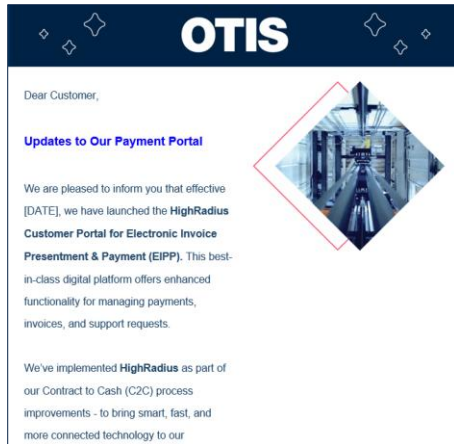 OTIS
Dear Customer,
Updates to Our Payment Portal
We are pleased to inform you that effective
[DATE], we have launched the HighRadius
Customer Portal for Electronic Invoice
Presentment & Payment (EIPP). This best-
in-class digital platform offers enhanced
functionality for managing payments,
invoices, and support requests.
We've implemented HighRadius as part of
our Contract to Cash (C2C) process
improvements - to bring smart, fast, and
more connected technology to our